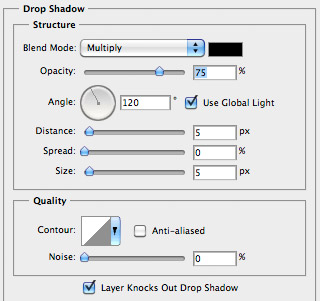 Drop Shadow
Structure
Blend Mode: Multiply
Opacity: 75 %
Angle: 120 ° Use Global Light
Distance: 5 px
Spread: 0 %
Size: 5 px
Quality
Contour: Anti-aliased
Noise: 0 %
Layer Knocks Out Drop Shadow